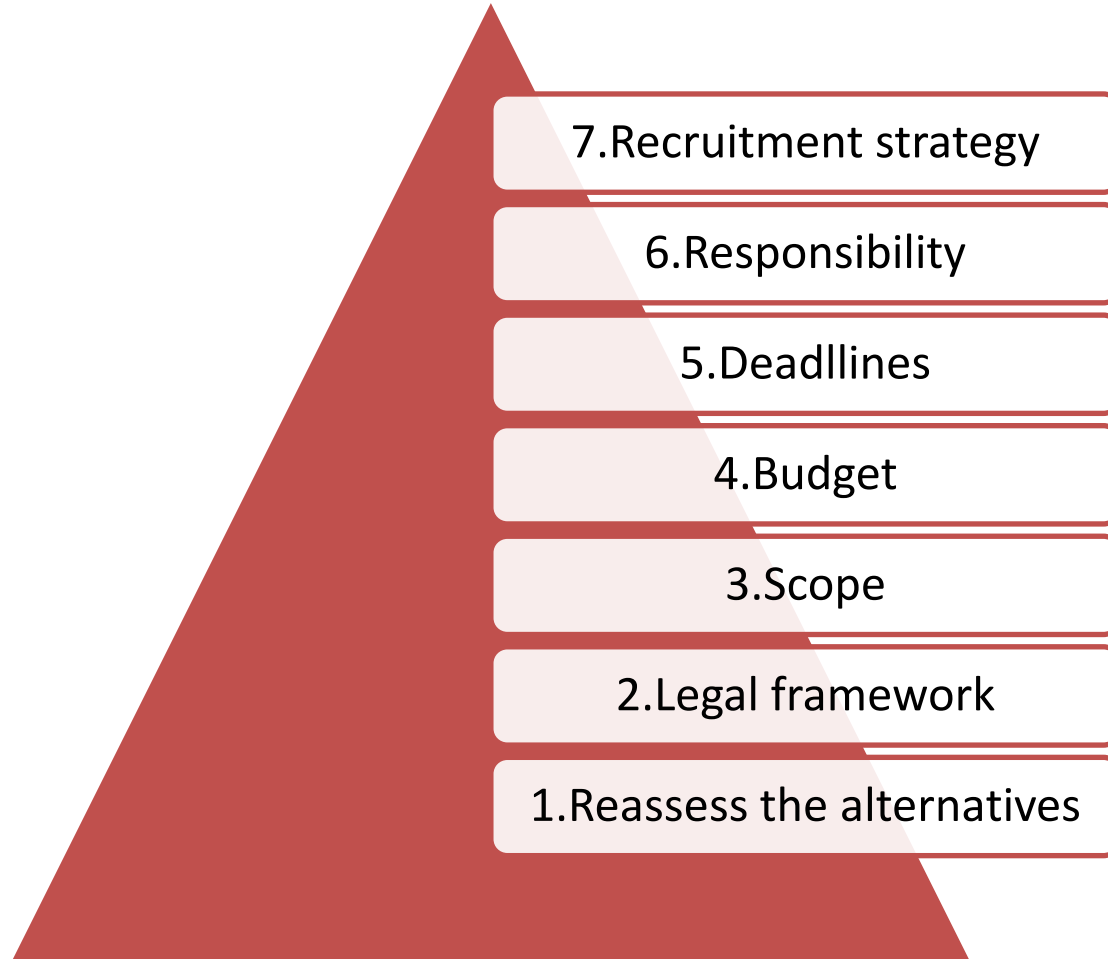 7.Recruitment strategy
6.Responsibility
5.Deadllines
4.Budget
3.Scope
2.Legal framework
1.Reassess the alternatives